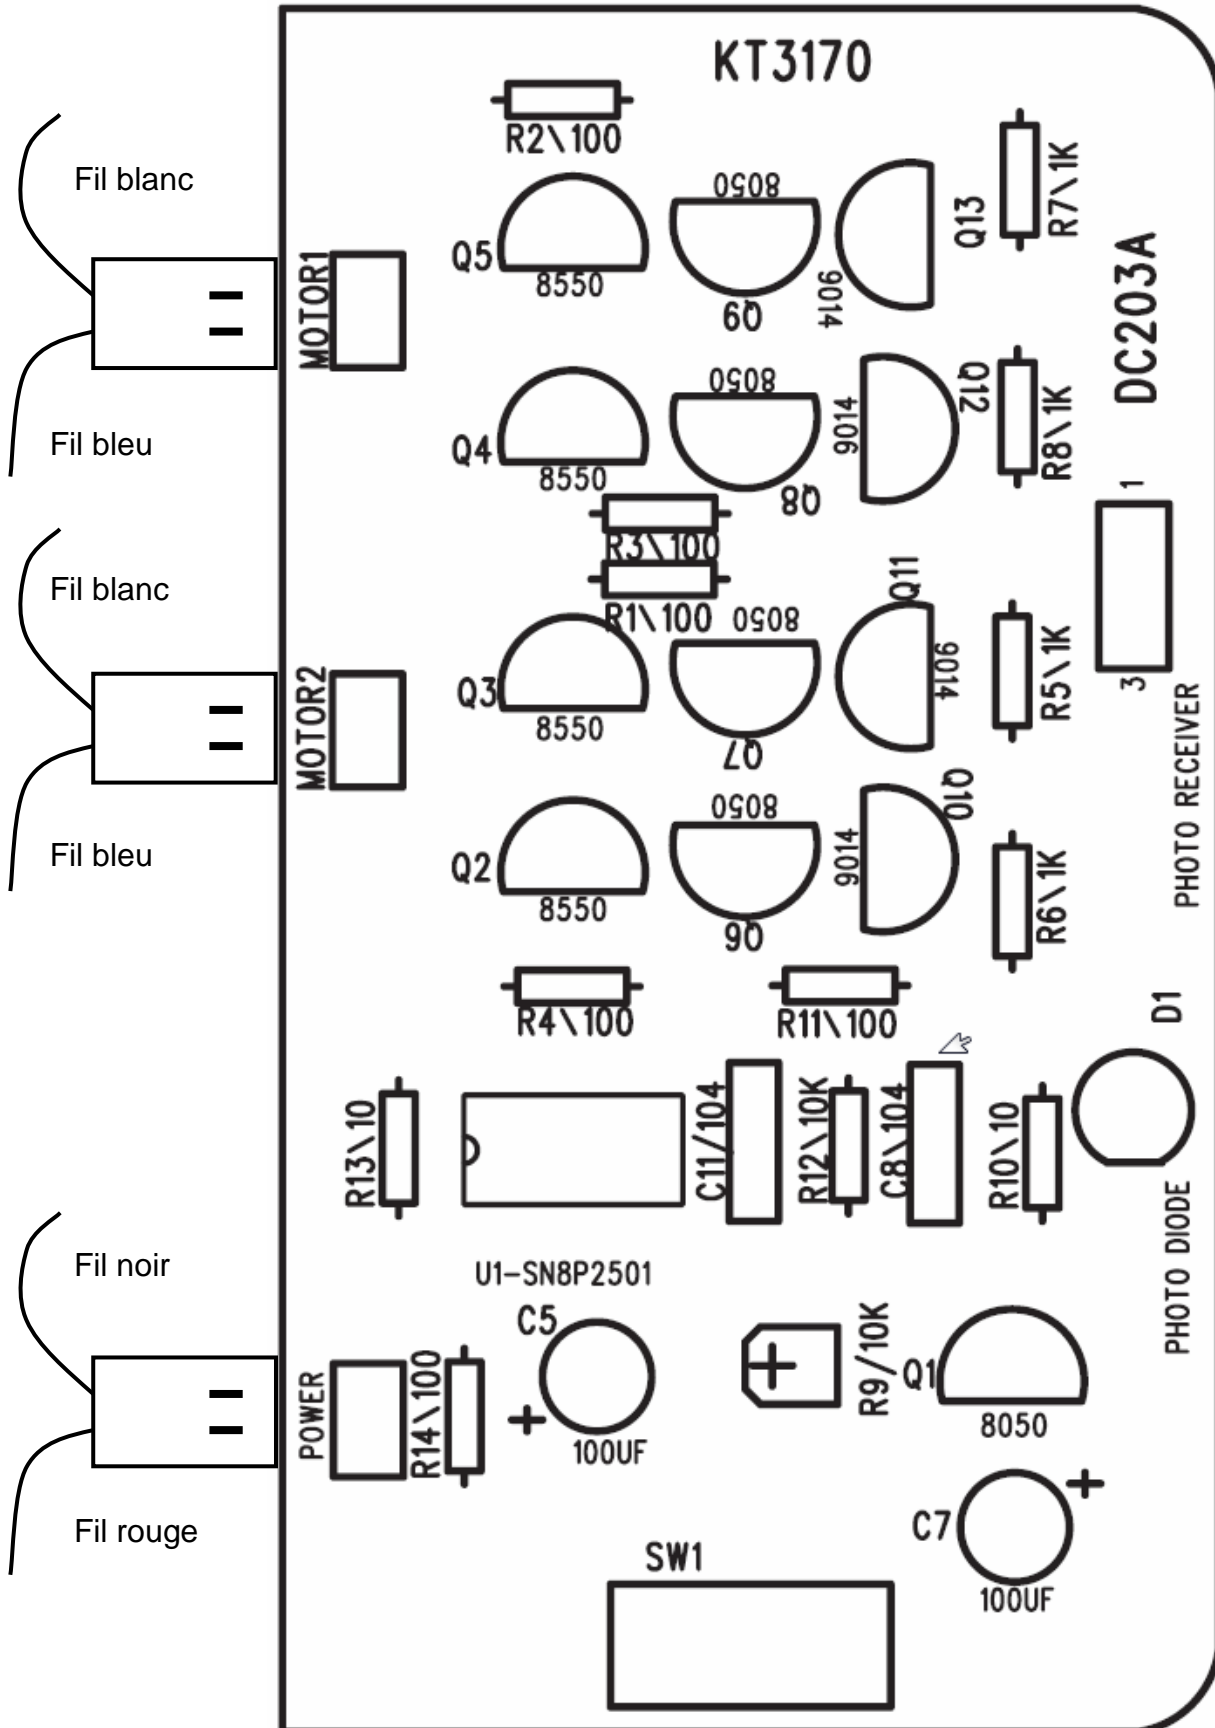 KT3170
R2\100
R7\1K
Fil blanc
8050
Q13
Q5
8550
Q9
9014
DC203A
MOTOR1
8050
Q12
Q4
9014
R8\1K
Fil bleu
8550
Q8
1
R3\100
Q11
Fil blanc
R1\100
8050
9014
R5\1K
3
MOTOR2
Q3
8550
Q7
PHOTO RECEIVER
Q10
8050
Fil bleu
Q2
9014
8550
Q6
R6\1K
R4\100
R11\100
D1
R13\10
C11/104
R12\10K
C8\104
R10\10
Fil noir
U1-SN8P2501
PHOTO DIODE
C5
R9/10K
Q1
POWER
R14\100
+
+
8050
100UF
Fil rouge
+
C7
SW1
100UF